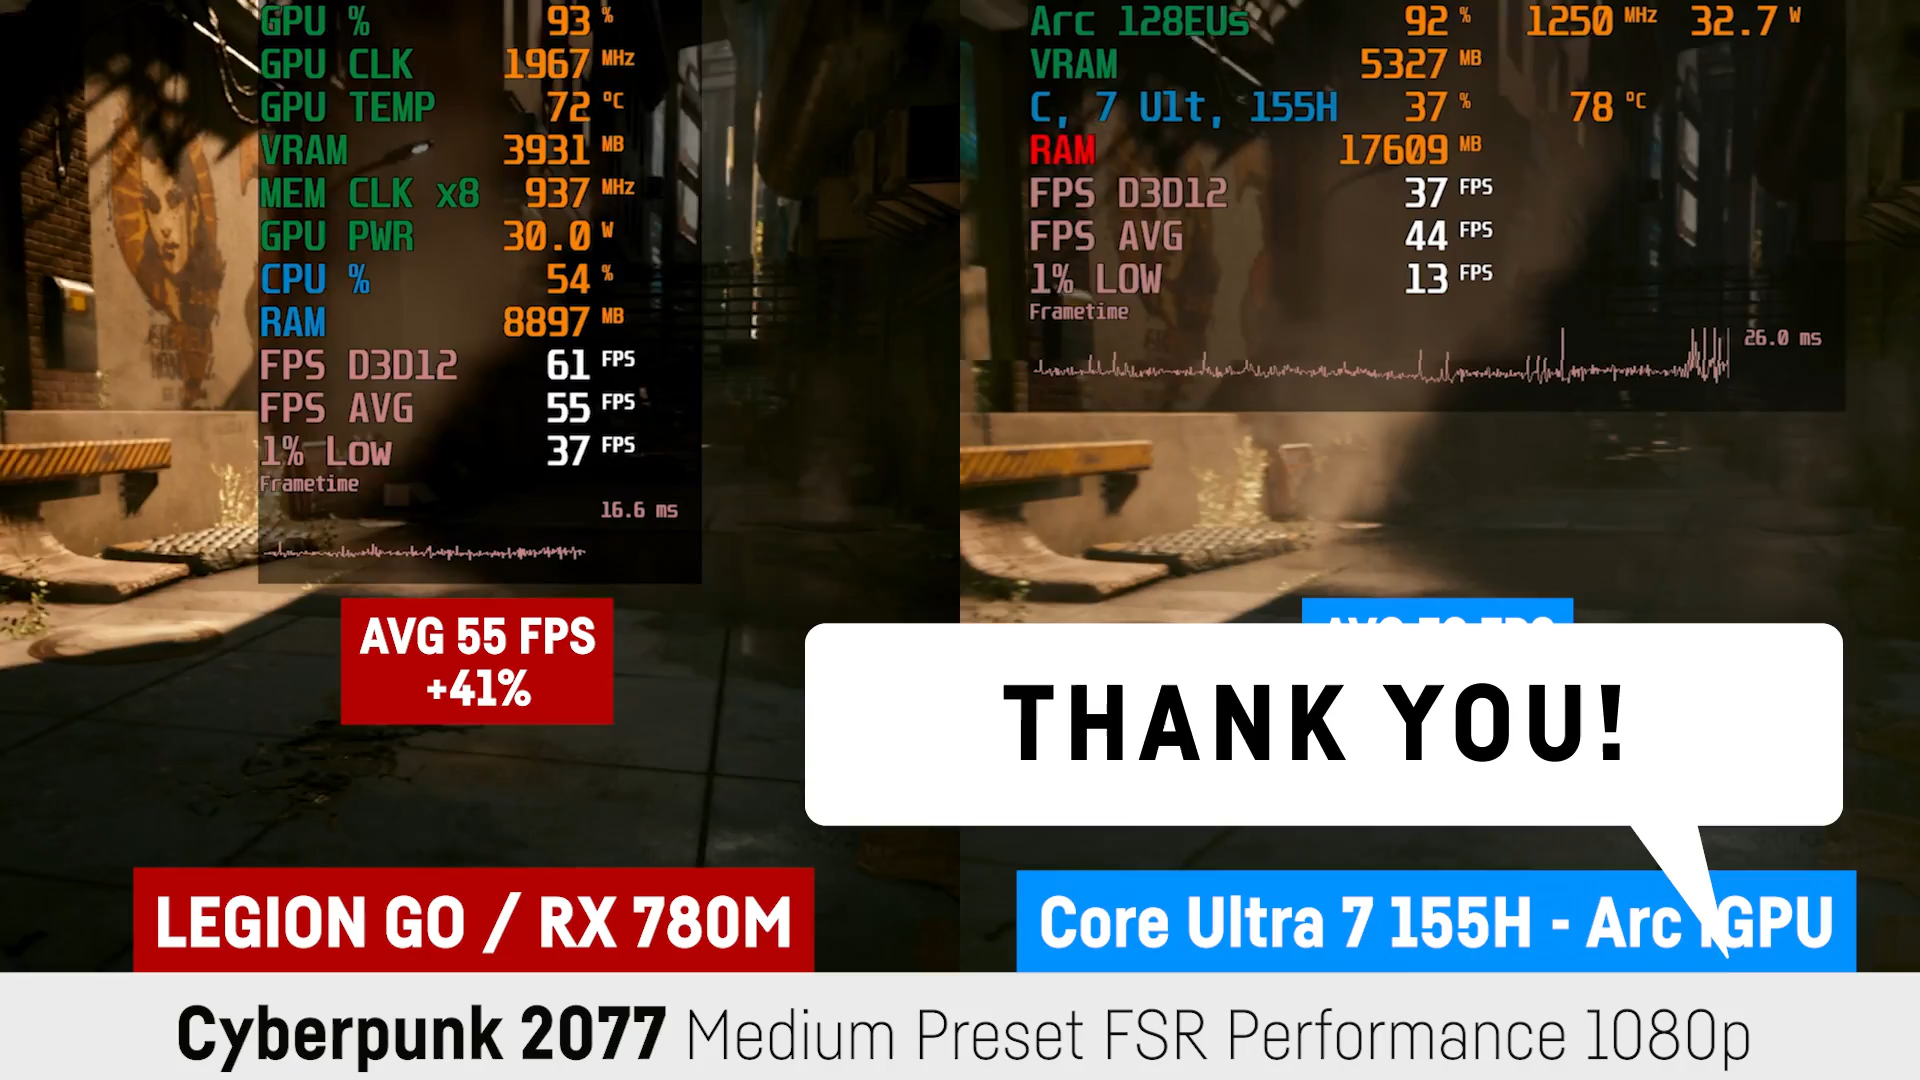 GPU % 93 %
GPU CLK 1967 MHz
GPU TEMP 72 °C
VRAM 3931 MB
MEM CLK x8 937 MHz
GPU PWR 30.0 W
CPU % 54 %
RAM 8897 MB
FPS D3D12 61 FPS
FPS AVG 55 FPS
1% Low 37 FPS
Frametime
16.6 ms
AVG 55 FPS
+41%
LEGION GO / RX 780M
Arc 128EUs 92 % 1250 MHz 32.7 W
VRAM 5327 MB
C, 7 Ult, 155H 37 % 78 °C
RAM 17609 MB
FPS D3D12 37 FPS
FPS AVG 44 FPS
1% LOW 13 FPS
Frametime
26.0 ms
THANK YOU!
Core Ultra 7 155H - Arc iGPU
Cyberpunk 2077 Medium Preset FSR Performance 1080p